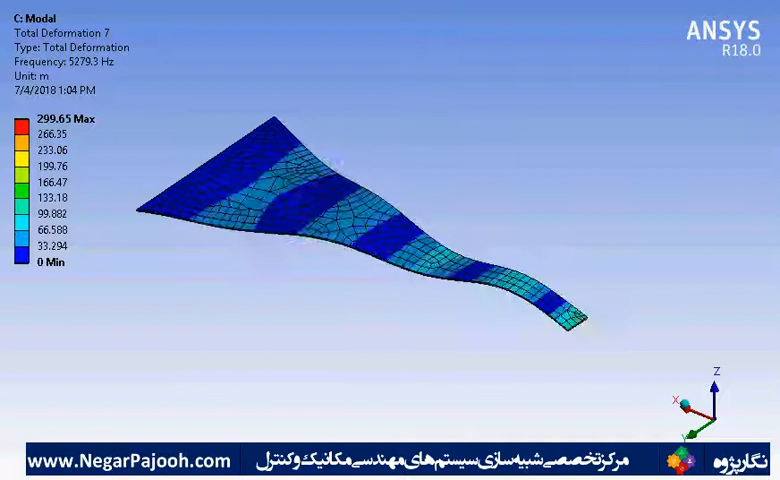 C: Modal
Total Deformation 7
Type: Total Deformation
Frequency: 5279.3 Hz
Unit: m
7/4/2018 1:04 PM
ANSYS
R18.0
299.65 Max
266.35
233.06
199.76
166.47
133.18
99.882
66.588
33.294
0 Min
Z
X
Y
www.NegarPajooh.com مرکز تخصصی شبیه سازی سیستم های مهندسی مکانیک و کنترل نگار پژوه